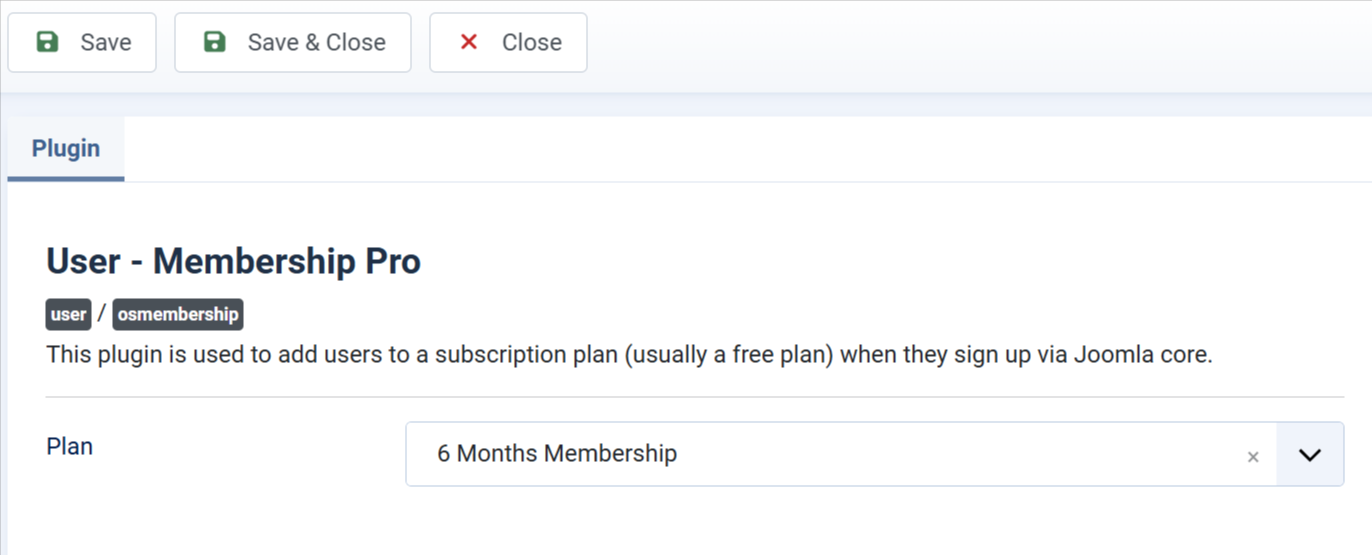 Save Save & Close Close
Plugin
User - Membership Pro
user / osmembership
This plugin is used to add users to a subscription plan (usually a free plan) when they sign up via Joomla core.
Plan 6 Months Membership ×